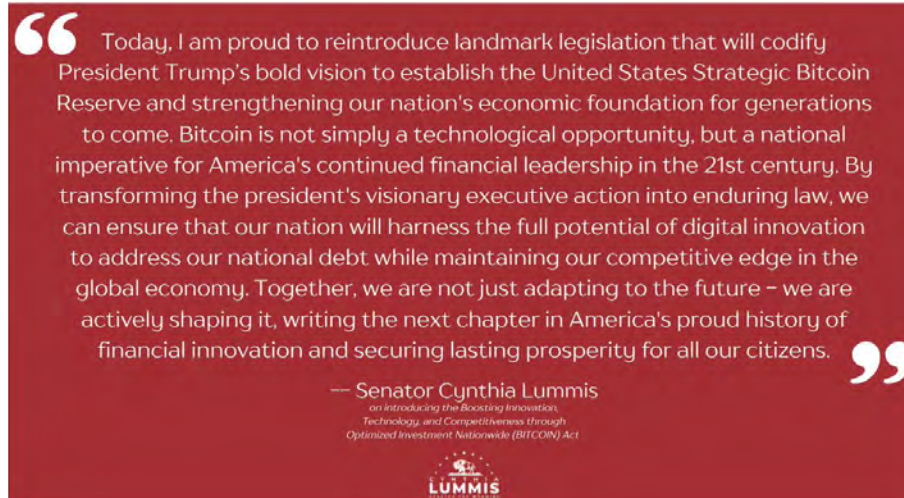 “ Today, I am proud to reintroduce landmark legislation that will codify
President Trump's bold vision to establish the United States Strategic Bitcoin
Reserve and strengthening our nation's economic foundation for generations
to come. Bitcoin is not simply a technological opportunity, but a national
imperative for America's continued financial leadership in the 21st century. By
transforming the president's visionary executive action into enduring law, we
can ensure that our nation will harness the full potential of digital innovation
to address our national debt while maintaining our competitive edge in the
global economy. Together, we are not just adapting to the future – we are
actively shaping it, writing the next chapter in America's proud history of
financial innovation and securing lasting prosperity for all our citizens. ”
— Senator Cynthia Lummis
on introducing the Boosting Innovation,
Technology, and Competitiveness through
Optimized Investment Nationwide (BITCOIN) Act
CYNTHIA
LUMMIS